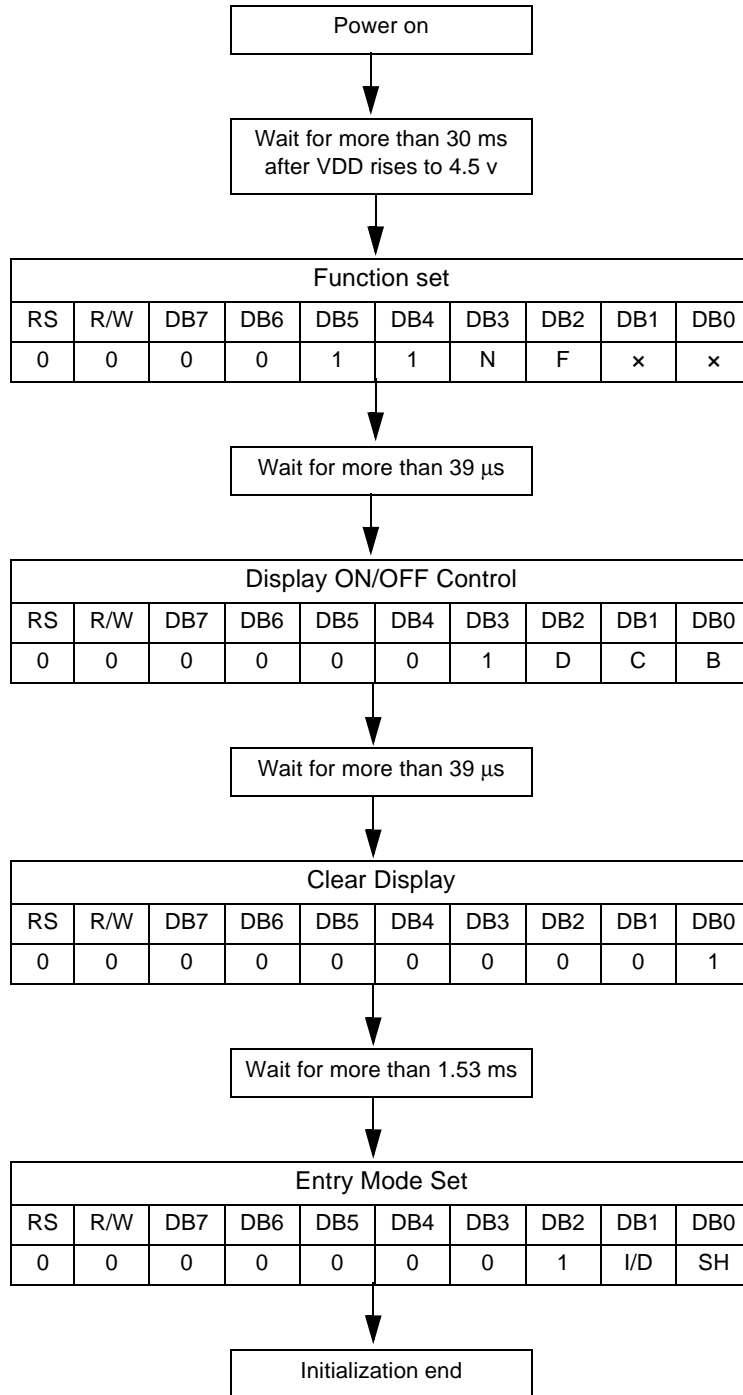 Power on
Wait for more than 30 ms
after VDD rises to 4.5 v
Function set
RS R/W DB7 DB6 DB5 DB4 DB3 DB2 DB1 DB0
0 0 0 0 1 1 N F × ×
Wait for more than 39 μs
Display ON/OFF Control
RS R/W DB7 DB6 DB5 DB4 DB3 DB2 DB1 DB0
0 0 0 0 0 0 1 D C B
Wait for more than 39 μs
Clear Display
RS R/W DB7 DB6 DB5 DB4 DB3 DB2 DB1 DB0
0 0 0 0 0 0 0 0 0 1
Wait for more than 1.53 ms
Entry Mode Set
RS R/W DB7 DB6 DB5 DB4 DB3 DB2 DB1 DB0
0 0 0 0 0 0 0 1 I/D SH
Initialization end